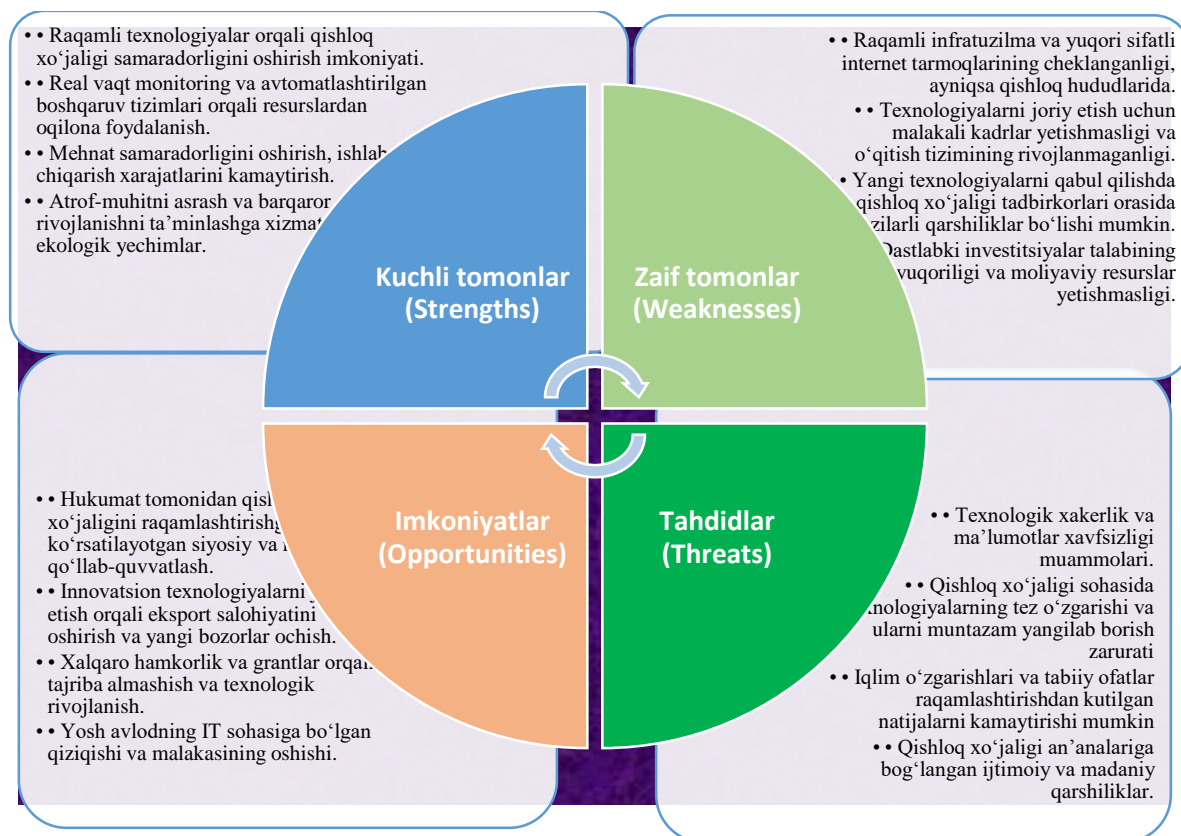 • • Raqamli texnologiyalar orqali qishloq
xo‘jaligi samaradorligini oshirish imkoniyati.
• • Real vaqt monitoring va avtomatlashtirilgan
boshqaruv tizimlari orqali resurslardan
oqilona foydalanish.
• • Mehnat samaradorligini oshirish, ishlab
chiqarish xarajatlarini kamaytirish.
• • Atrof-muhitni asrash va barqaror
rivojlanishni ta’minlashga xizmat
ekologik yechimlar.
• • Raqamli infratuzilma va yuqori sifatli
internet tarmoqlarining cheklanganligi,
ayniqsa qishloq hududlarida.
• • Texnologiyalarni joriy etish uchun
malakali kadrlar yetishmasligi va
o‘qitish tizimining rivojlanmaganligi.
• • Yangi texnologiyalarni qabul qilishda
qishloq xo‘jaligi tadbirkorlari orasida
qarshiliklar bo‘lishi mumkin.
Dastlabki investitsiyalar talabining
yuqoriligi va moliyaviy resurslar
yetishmasligi.
Kuchli tomonlar
(Strengths)
Zaif tomonlar
(Weaknesses)
Imkoniyatlar
(Opportunities)
Tahdidlar
(Threats)
• • Hukumat tomonidan
xo‘jaligini
ko‘rsatilayotgan siyosiy va
qo‘llab-quvvatlash.
• • Innovatsion texnologiyalarni
etish orqali eksport salohiyatini
oshirish va yangi bozorlar ochish.
• • Xalqaro hamkorlik va grantlar
tajriba almashish va texnologik
rivojlanish.
• • Yosh avlodning IT sohasiga bo‘lgan
qiziqishi va malakasining oshishi.
• • Texnologik xakerlik va
ma’lumotlar xavfsizligi
muammolari.
• • Qishloq xo‘jaligi sohasida
tez o‘zgarishi va
ularni muntazam yangilab borish
zarurati
• • Iqlim o‘zgarishlari va tabiiy ofatlar
raqamlashtirishdan kutilgan
natijalarni kamaytirishi mumkin
• • Qishloq xo‘jaligi an’analariga
bog‘langan ijtimoiy va madaniy
qarshiliklar.